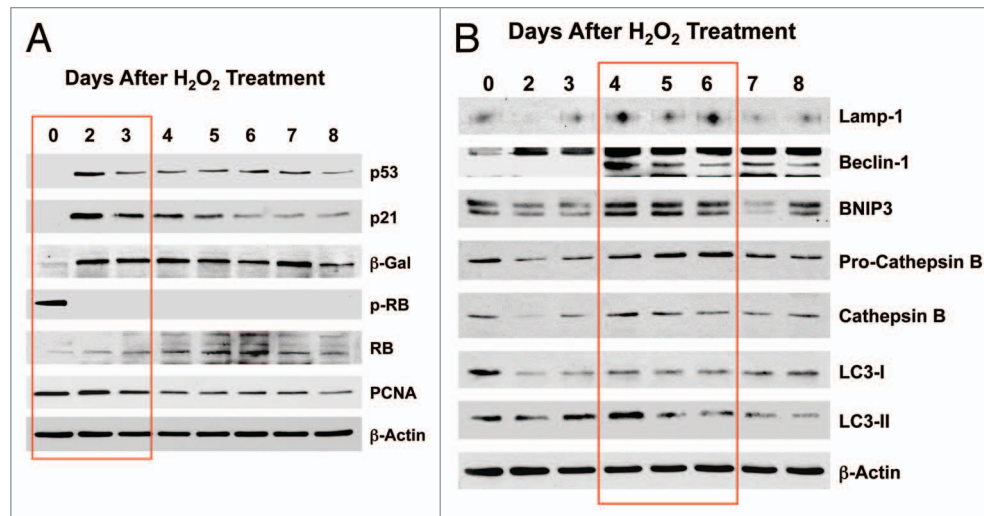 A
Days After H₂O₂ Treatment
0 2 3 4 5 6 7 8
p53
p21
β-Gal
p-RB
RB
PCNA
β-Actin
B
Days After H₂O₂ Treatment
0 2 3 4 5 6 7 8
Lamp-1
Beclin-1
BNIP3
Pro-Cathepsin B
Cathepsin B
LC3-I
LC3-II
β-Actin